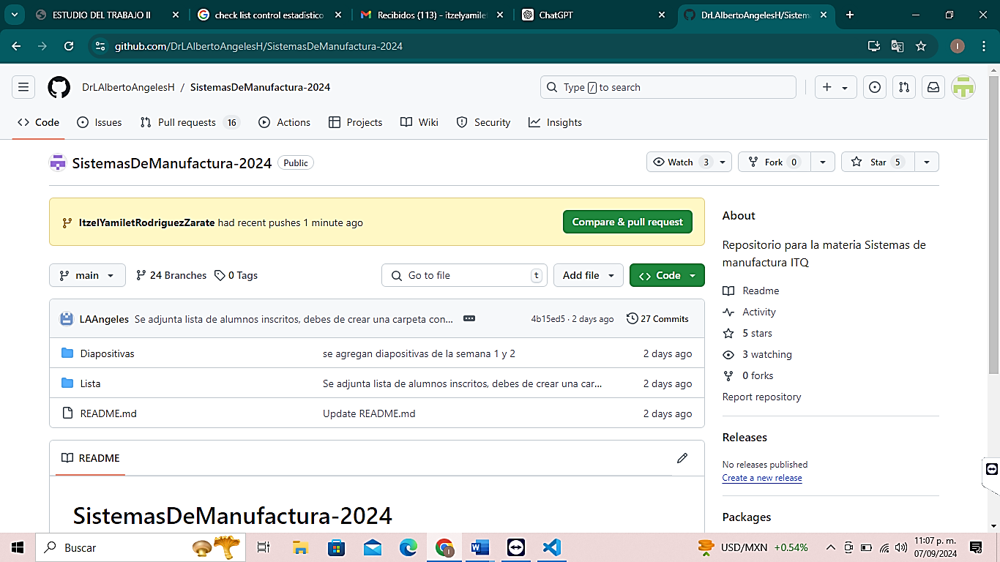 ESTUDIO DEL TRABAJO II
check list control estadístico
Recibidos (113) - itzelyamile
ChatGPT
DrLAlbertoAngelesH/Sistem
github.com/DrLAlbertoAngelesH/SistemasDeManufactura-2024
DrLAlbertoAngelesH / SistemasDeManufactura-2024
Type / to search
Code
Issues
Pull requests 16
Actions
Projects
Wiki
Security
Insights
SistemasDeManufactura-2024 Public
Watch 3
Fork 0
Star 5
ItzelYamiletRodriguezZarate had recent pushes 1 minute ago
Compare & pull request
main
24 Branches
0 Tags
Go to file t
Add file
Code
LAAngeles Se adjunta lista de alumnos inscritos, debes de crear una carpeta con...
4b15ed5 · 2 days ago
27 Commits
Diapositivas se agregan diapositivas de la semana 1 y 2 2 days ago
Lista Se adjunta lista de alumnos inscritos, debes de crear una car... 2 days ago
README.md Update README.md 2 days ago
README
SistemasDeManufactura-2024
About
Repositorio para la materia Sistemas de
manufactura ITQ
Readme
Activity
5 stars
3 watching
0 forks
Report repository
Releases
No releases published
Create a new release
Packages
Buscar
USD/MXN +0.54%
11:07 p. m.
07/09/2024